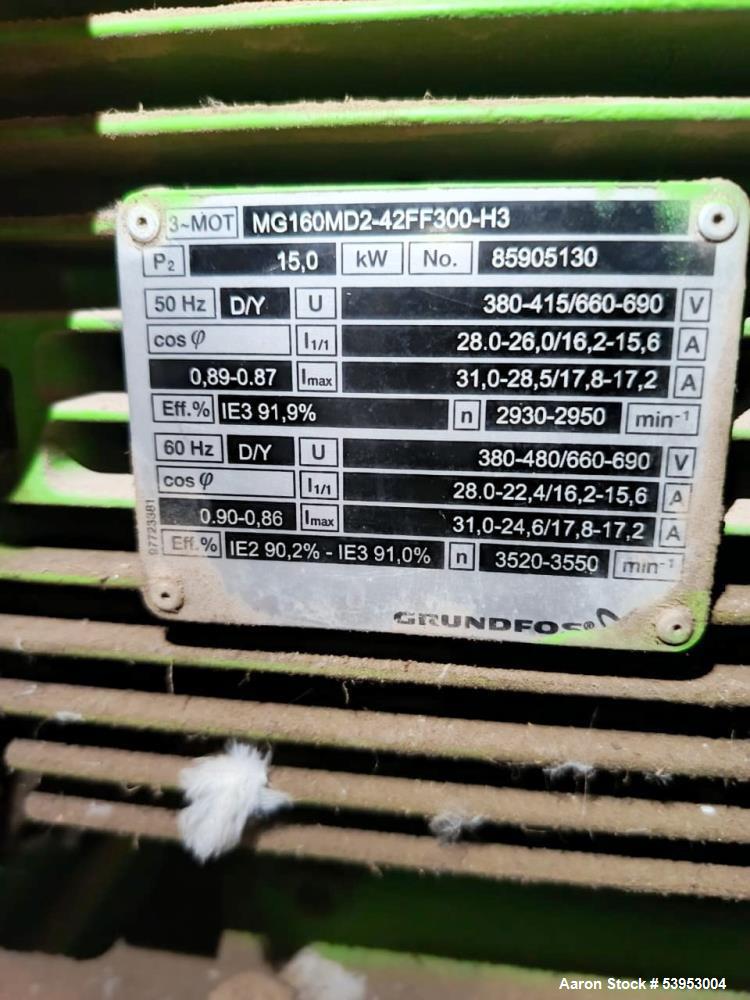 3~MOT MG160MD2-42FF300-H3
P2 15,0 kW No. 85905130
50 Hz D/Y U 380-415/660-690 V
cos φ I1/1 28.0-26,0/16,2-15,6 A
0,89-0.87 Imax 31,0-28,5/17,8-17,2 A
Eff.% IE3 91,9% n 2930-2950 min-1
60 Hz D/Y U 380-480/660-690 V
cos φ I1/1 28.0-22,4/16,2-15,6 A
0.90-0,86 Imax 31,0-24,6/17,8-17,2 A
Eff.% IE2 90,2% - IE3 91,0% n 3520-3550 min-1
97723381
GRUNDFOS®
Aaron Stock # 53953004